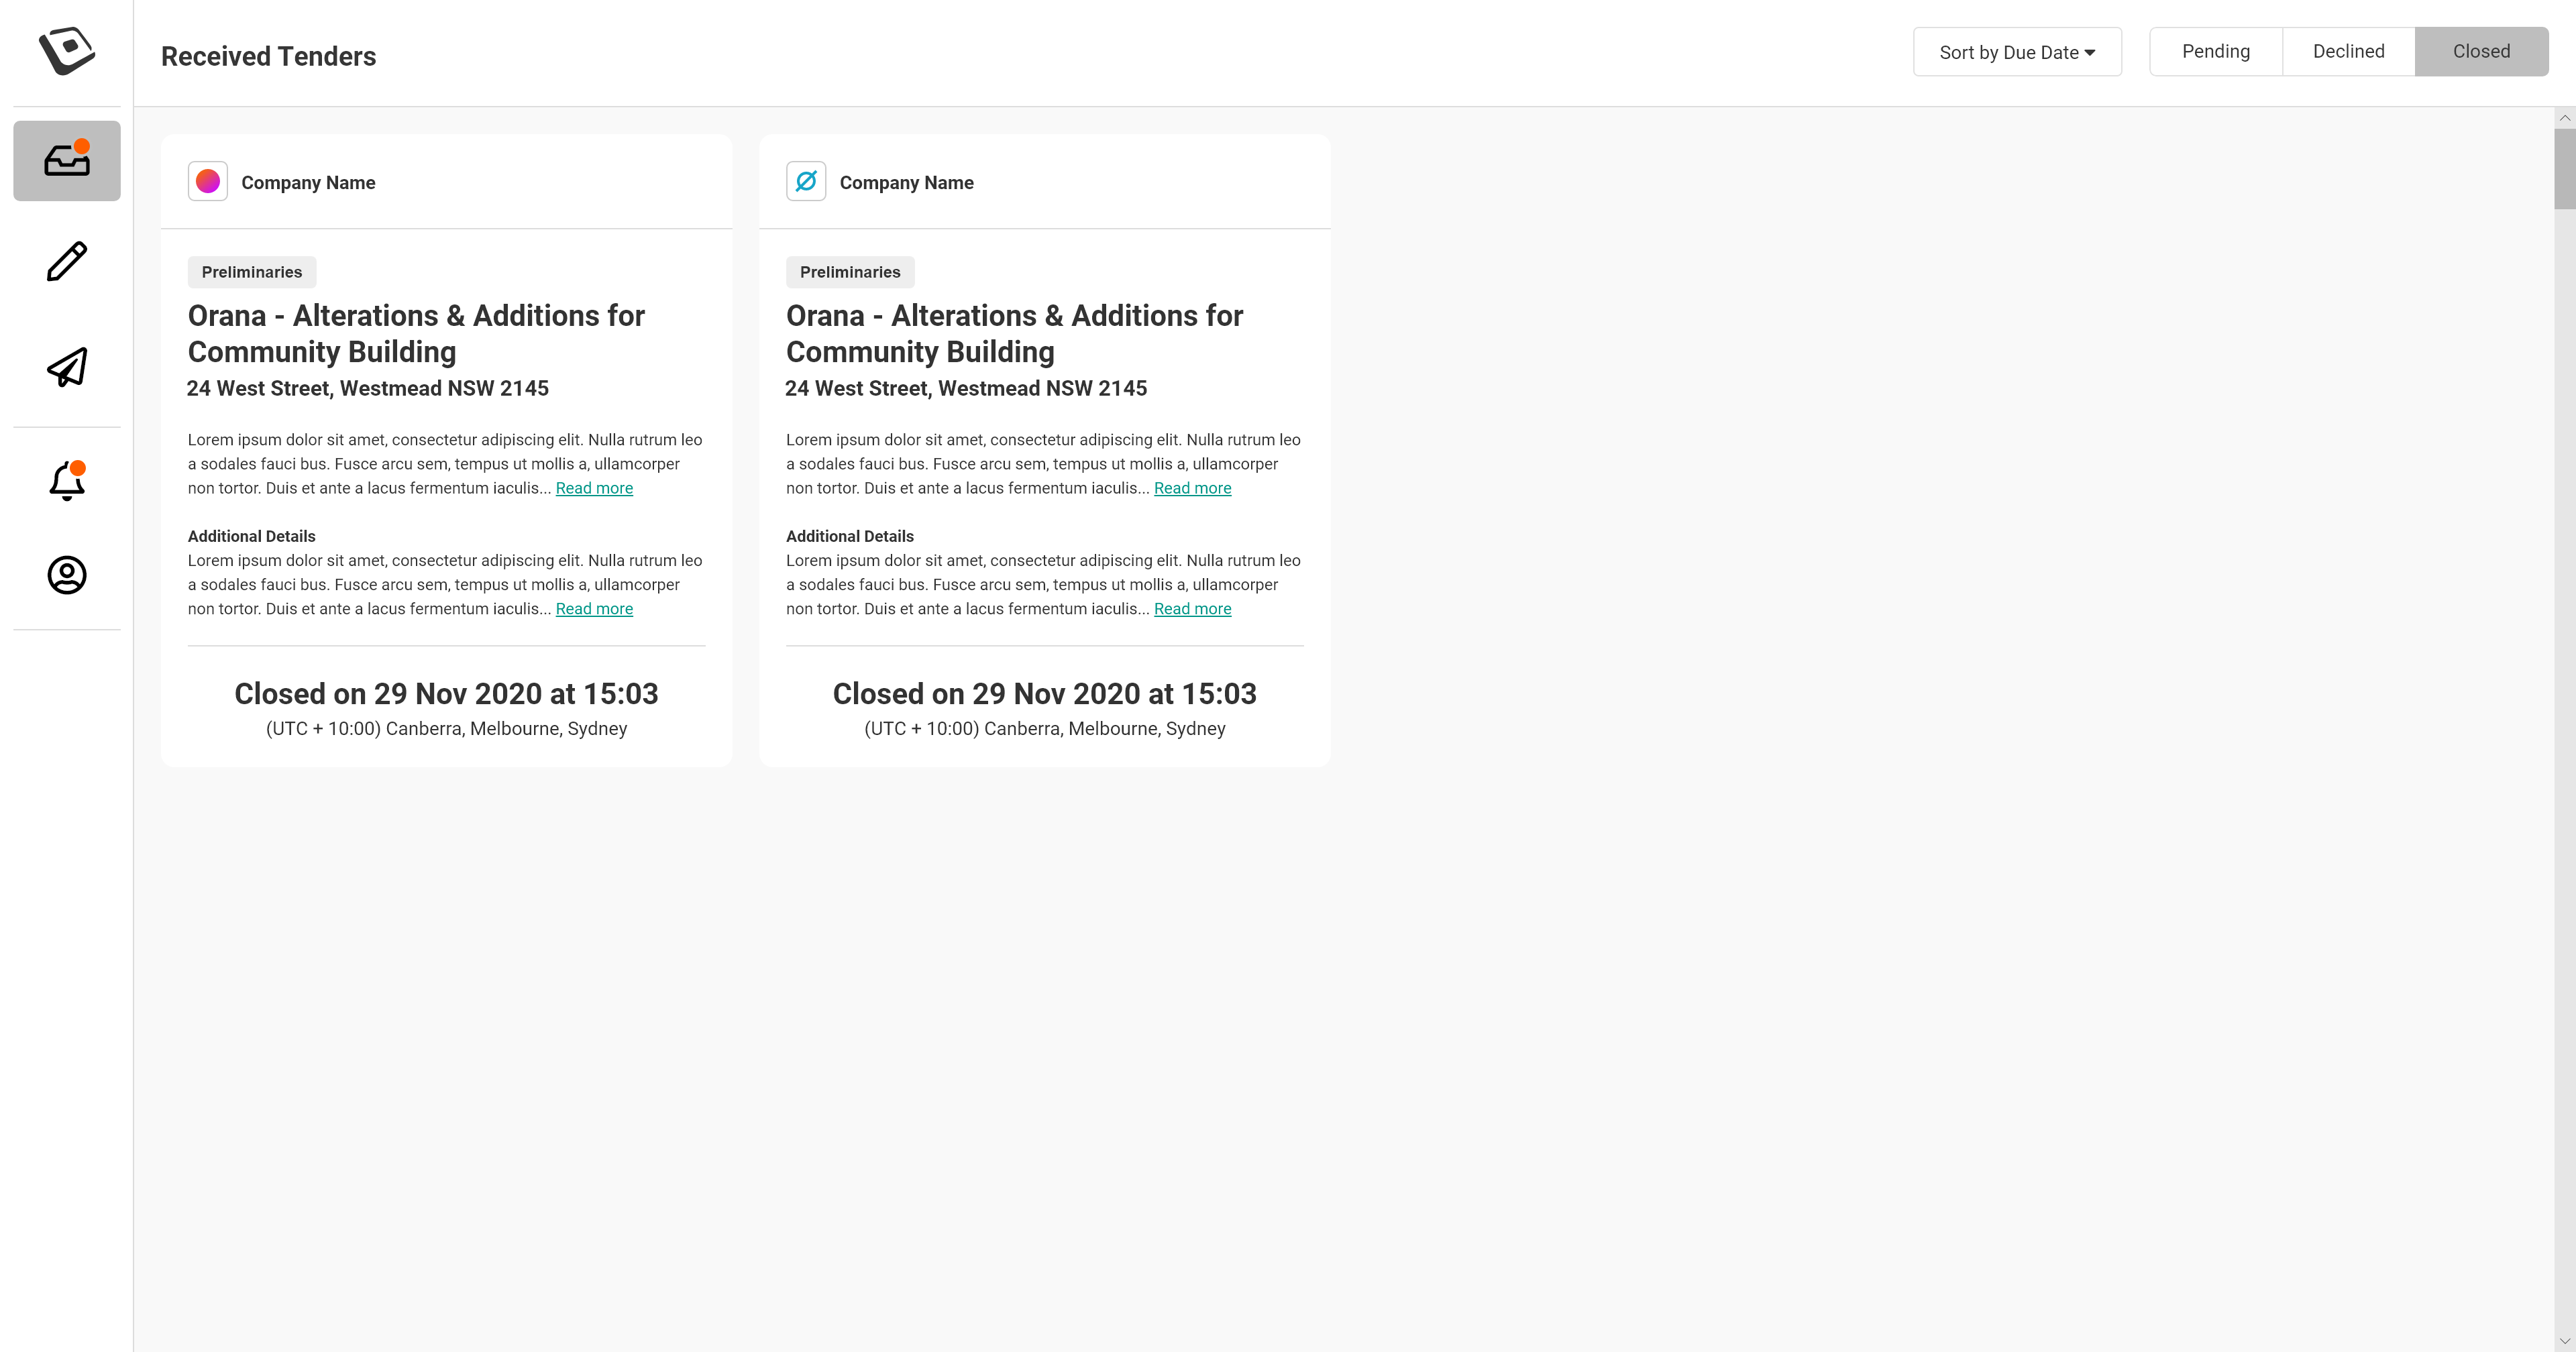 Received Tenders
Sort by Due Date
Pending
Declined
Closed
Company Name
Preliminaries
Orana - Alterations & Additions for
Community Building
24 West Street, Westmead NSW 2145
Lorem ipsum dolor sit amet, consectetur adipiscing elit. Nulla rutrum leo
a sodales fauci bus. Fusce arcu sem, tempus ut mollis a, ullamcorper
non tortor. Duis et ante a lacus fermentum iaculis... Read more
Additional Details
Lorem ipsum dolor sit amet, consectetur adipiscing elit. Nulla rutrum leo
a sodales fauci bus. Fusce arcu sem, tempus ut mollis a, ullamcorper
non tortor. Duis et ante a lacus fermentum iaculis... Read more
Closed on 29 Nov 2020 at 15:03
(UTC + 10:00) Canberra, Melbourne, Sydney
Company Name
Preliminaries
Orana - Alterations & Additions for
Community Building
24 West Street, Westmead NSW 2145
Lorem ipsum dolor sit amet, consectetur adipiscing elit. Nulla rutrum leo
a sodales fauci bus. Fusce arcu sem, tempus ut mollis a, ullamcorper
non tortor. Duis et ante a lacus fermentum iaculis... Read more
Additional Details
Lorem ipsum dolor sit amet, consectetur adipiscing elit. Nulla rutrum leo
a sodales fauci bus. Fusce arcu sem, tempus ut mollis a, ullamcorper
non tortor. Duis et ante a lacus fermentum iaculis... Read more
Closed on 29 Nov 2020 at 15:03
(UTC + 10:00) Canberra, Melbourne, Sydney